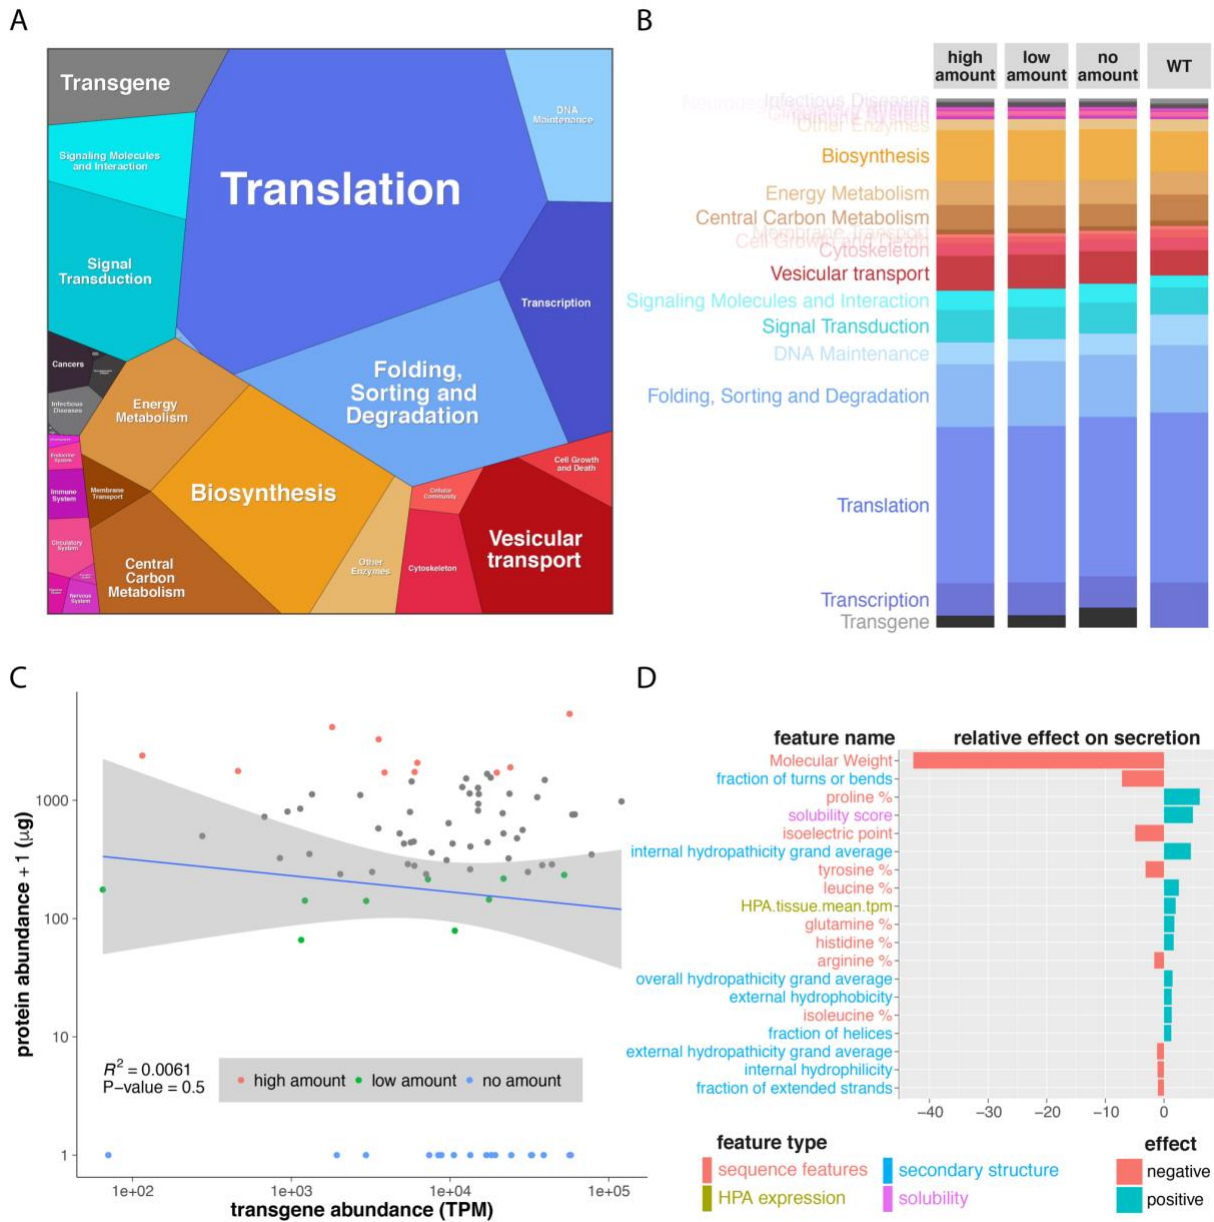 A
Transgene
Translation
DNA
Maintenance
Signaling Molecules
and Interaction
Signal
Transduction
Transcription
Folding,
Sorting and
Degradation
Cancers
Infectious
Diseases
Energy
Metabolism
Endocrine
System
Immune
System
Membrane
Transport
Biosynthesis
Cellular
Community
Cell Growth
and Death
Vesicular
transport
Circulatory
System
Central
Carbon
Metabolism
Other
Enzymes
Cytoskeleton
Nervous
System
B
high
amount
low
amount
no
amount
WT
Infectious Diseases
Circulatory System
Other Enzymes
Biosynthesis
Energy Metabolism
Central Carbon Metabolism
Membrane Transport
Cell Growth and Death
Cytoskeleton
Vesicular transport
Signaling Molecules and Interaction
Signal Transduction
DNA Maintenance
Folding, Sorting and Degradation
Translation
Transcription
Transgene
C
protein abundance + 1 (μg)
1000
100
10
1
R² = 0.0061
P−value = 0.5
high amount low amount no amount
1e+02 1e+03 1e+04 1e+05
transgene abundance (TPM)
D
feature name relative effect on secretion
Molecular Weight
fraction of turns or bends
proline %
solubility score
isoelectric point
internal hydropathicity grand average
tyrosine %
leucine %
HPA.tissue.mean.tpm
glutamine %
histidine %
arginine %
overall hydropathicity grand average
external hydrophobicity
isoleucine %
fraction of helices
external hydropathicity grand average
internal hydrophilicity
fraction of extended strands
−40 −30 −20 −10 0
feature type
sequence features secondary structure
HPA expression solubility
effect
negative
positive